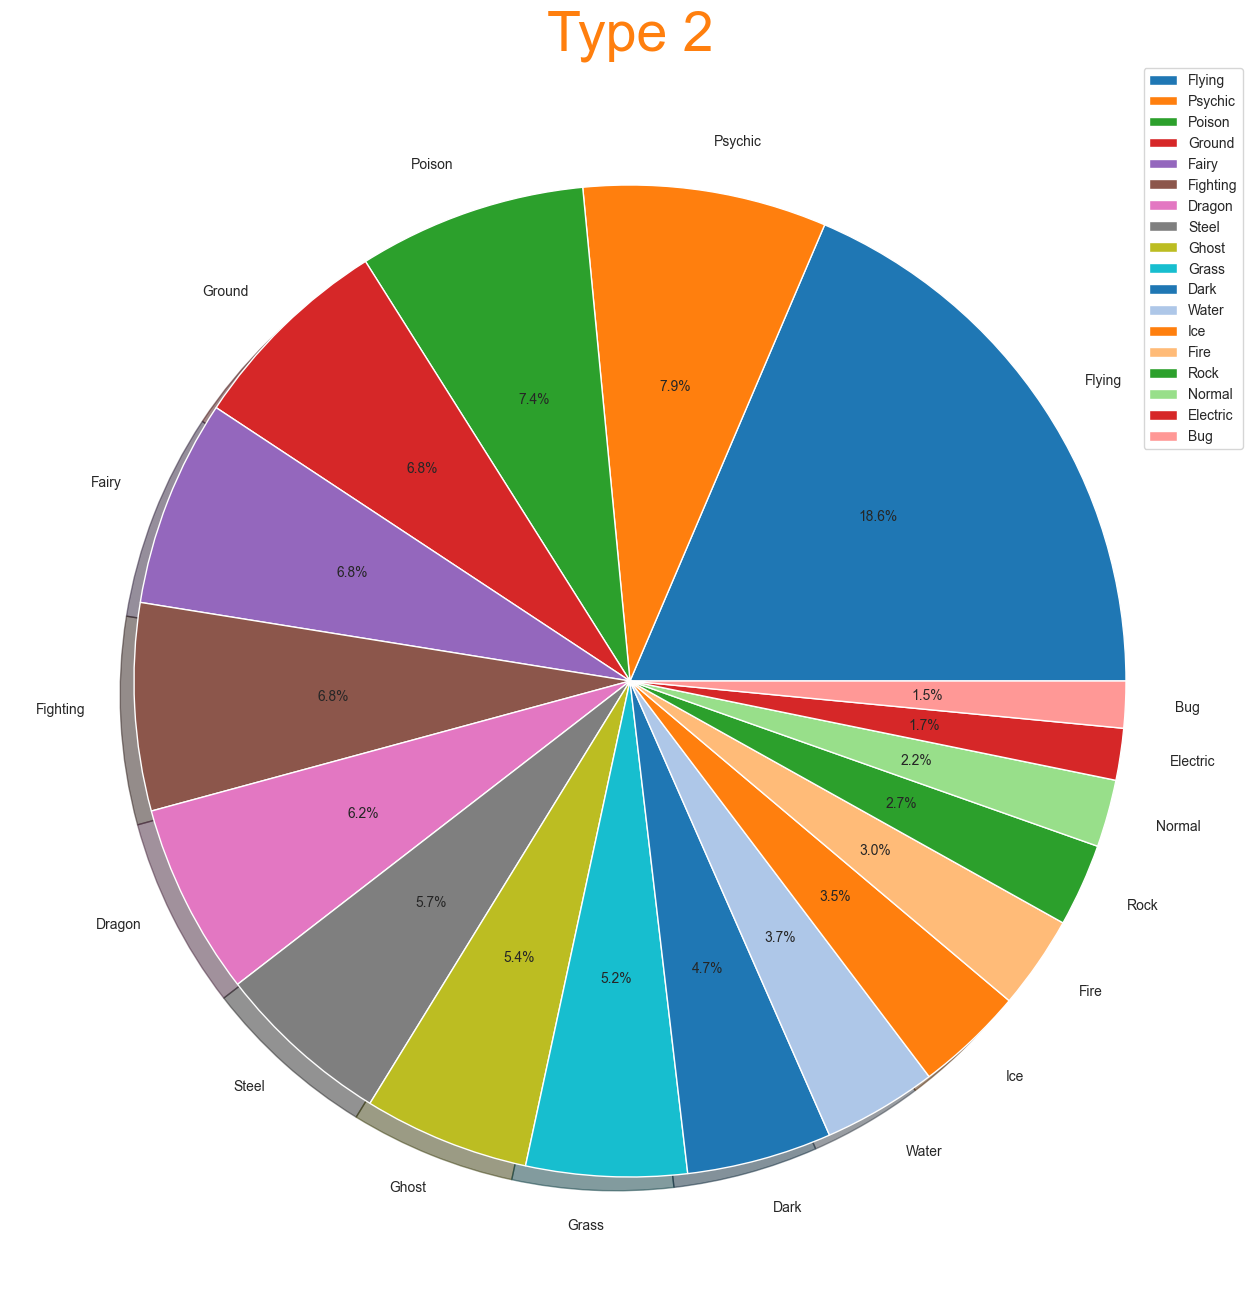 Type 2
Flying
Psychic
Poison
Ground
Fairy
Fighting
Dragon
Steel
Ghost
Grass
Dark
Water
Ice
Fire
Rock
Normal
Electric
Bug
Psychic
Poison
Ground
Flying
7.9%
7.4%
6.8%
Fairy
18.6%
6.8%
6.8%
1.5%
Fighting
Bug
1.7%
Electric
2.2%
6.2%
2.7%
Normal
3.0%
3.5%
5.7%
Rock
Dragon
3.7%
5.4%
4.7%
5.2%
Fire
Ice
Steel
Water
Ghost
Dark
Grass